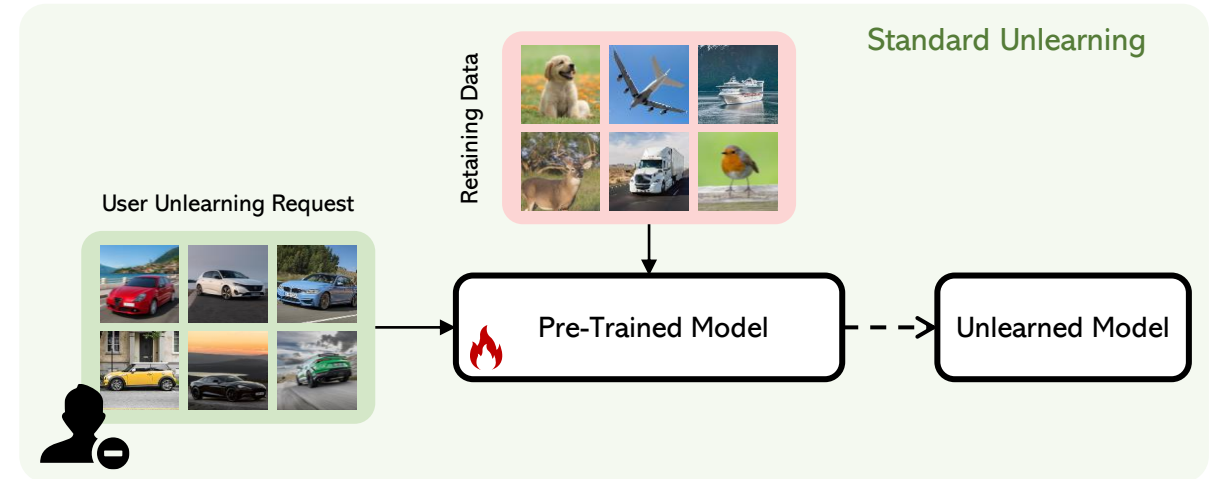 Standard Unlearning
Retaining Data
User Unlearning Request
Pre-Trained Model
Unlearned Model